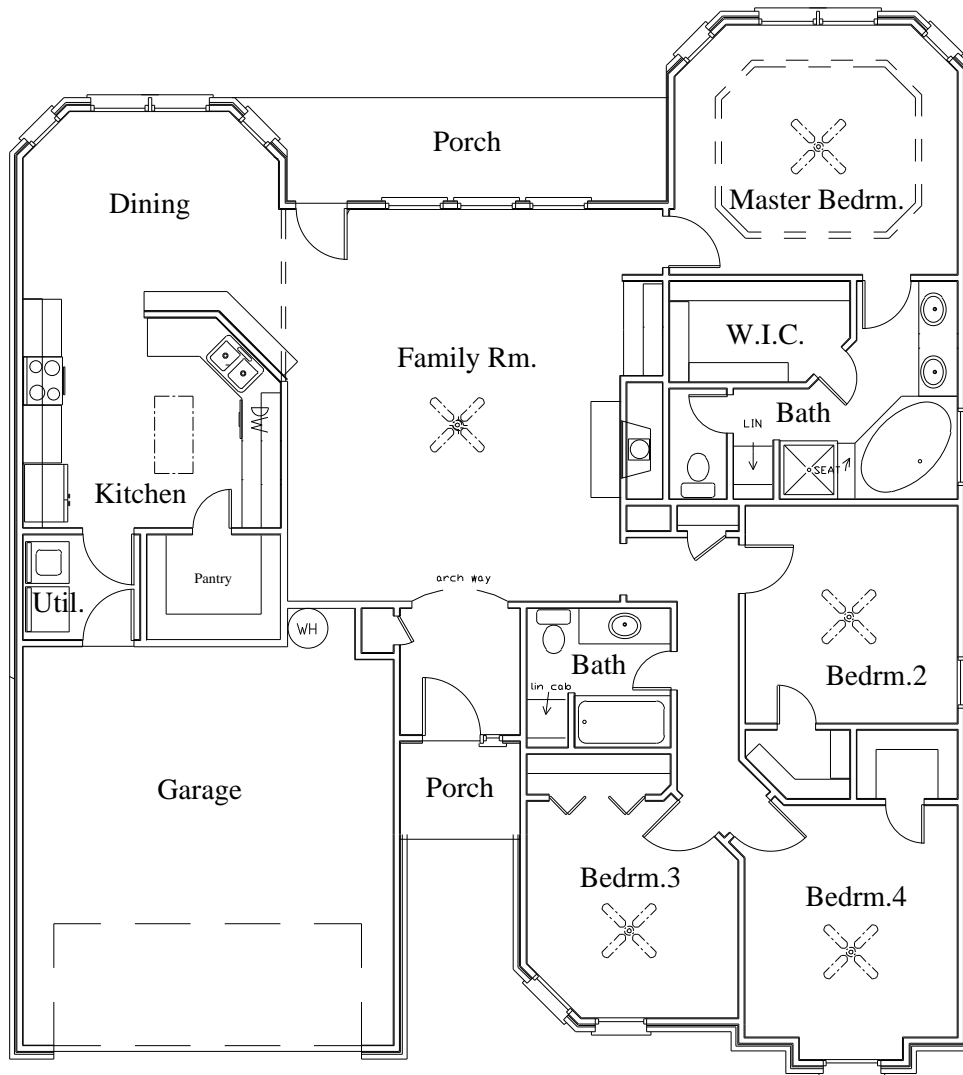 Porch
Master Bedrm.
Dining
W.I.C.
Family Rm.
DW
LIN
Bath
SEAT
Kitchen
Pantry
arch way
Util.
WH
Bath
Bedrm.2
lin cab
Garage
Porch
Bedrm.3
Bedrm.4